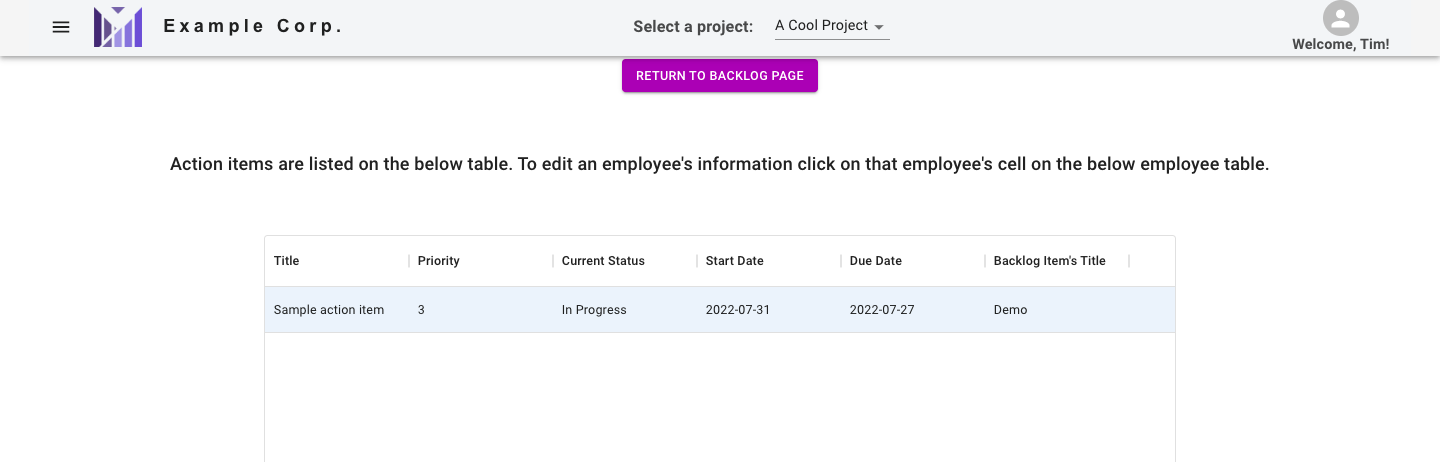 Example Corp.
Select a project: A Cool Project
Welcome, Tim!
RETURN TO BACKLOG PAGE
Action items are listed on the below table. To edit an employee's information click on that employee's cell on the below employee table.
Title Priority Current Status Start Date Due Date Backlog Item's Title
Sample action item 3 In Progress 2022-07-31 2022-07-27 Demo